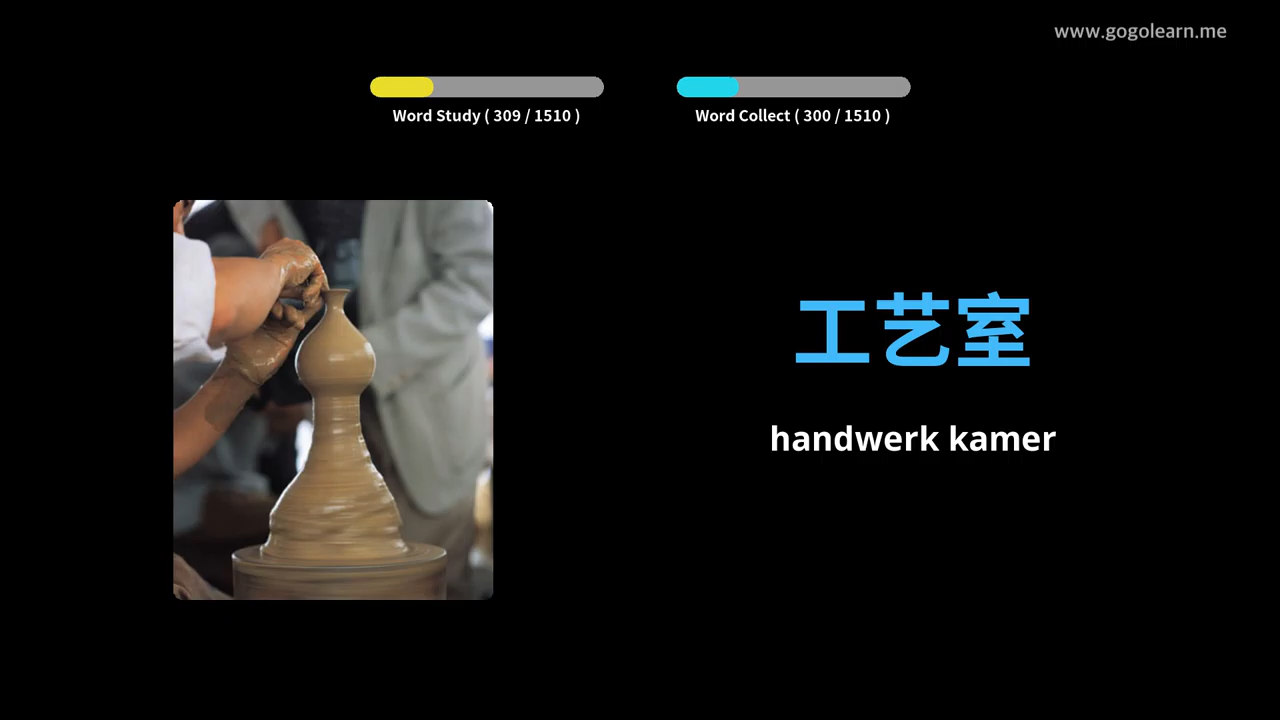 www.gogolearn.me
Word Study ( 309 / 1510 )
Word Collect ( 300 / 1510 )
工艺室
handwerk kamer